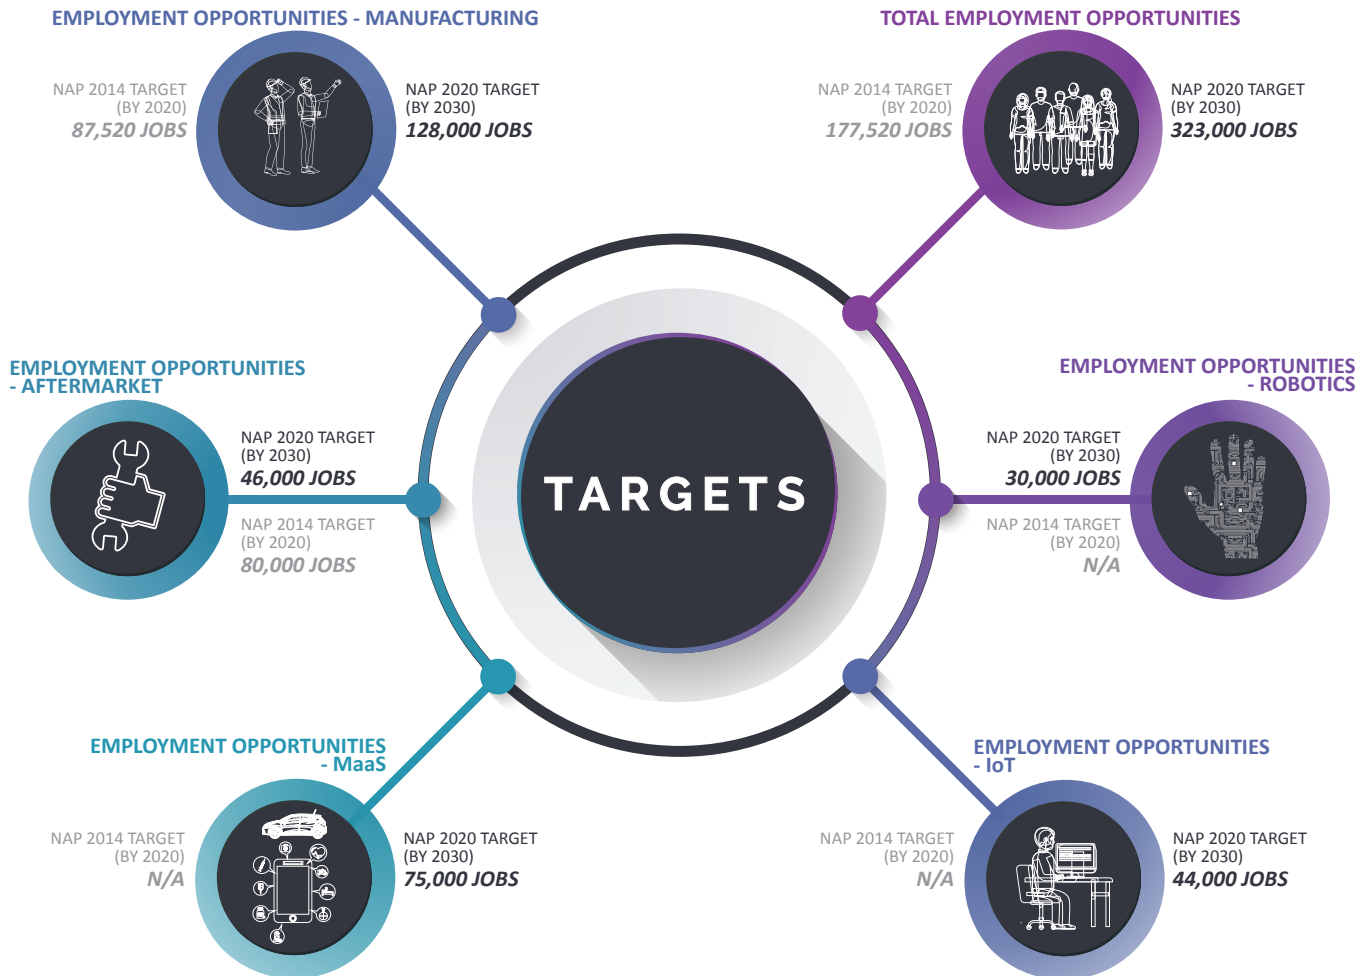 EMPLOYMENT OPPORTUNITIES - MANUFACTURING
NAP 2014 TARGET
(BY 2020)
87,520 JOBS
NAP 2020 TARGET
(BY 2030)
128,000 JOBS
TOTAL EMPLOYMENT OPPORTUNITIES
NAP 2014 TARGET
(BY 2020)
177,520 JOBS
NAP 2020 TARGET
(BY 2030)
323,000 JOBS
EMPLOYMENT OPPORTUNITIES
- AFTERMARKET
NAP 2020 TARGET
(BY 2030)
46,000 JOBS
NAP 2014 TARGET
(BY 2020)
80,000 JOBS
TARGETS
EMPLOYMENT OPPORTUNITIES
- ROBOTICS
NAP 2020 TARGET
(BY 2030)
30,000 JOBS
NAP 2014 TARGET
(BY 2020)
N/A
EMPLOYMENT OPPORTUNITIES
- MaaS
NAP 2014 TARGET
(BY 2020)
N/A
NAP 2020 TARGET
(BY 2030)
75,000 JOBS
EMPLOYMENT OPPORTUNITIES
- IoT
NAP 2014 TARGET
(BY 2020)
N/A
NAP 2020 TARGET
(BY 2030)
44,000 JOBS